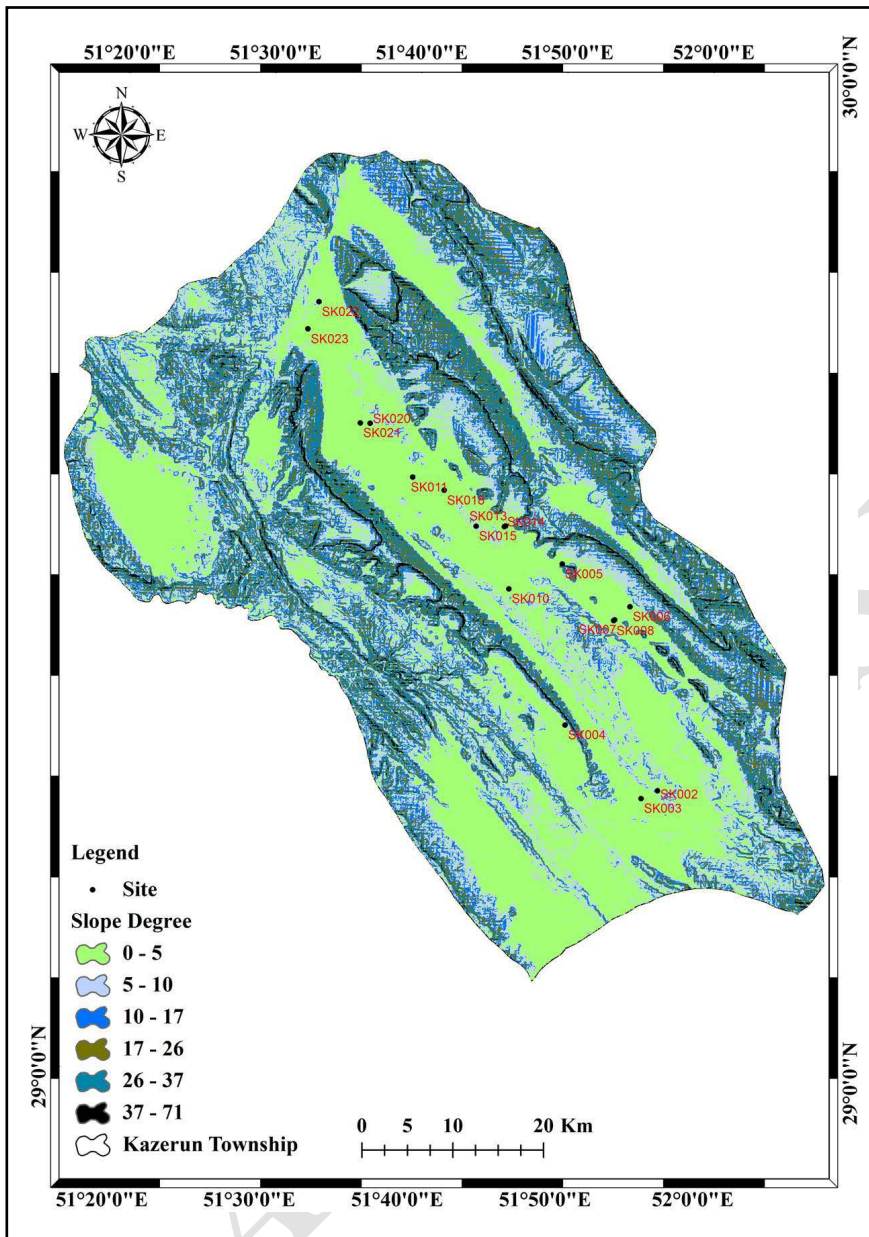 51°20'0"E 51°30'0"E 51°40'0"E 51°50'0"E 52°0'0"E
30°0'0"N
N
W E
S
SK022
SK023
SK020
SK021
SK011
SK018
SK013 SK014
SK015
SK005
SK010
SK006
SK007 SK008
SK004
SK002
SK003
Legend
Site
Slope Degree
0 - 5
5 - 10
10 - 17
17 - 26
26 - 37
37 - 71
Kazerun Township
29°0'0"N
29°0'0"N
0 5 10 20 Km
51°20'0"E 51°30'0"E 51°40'0"E 51°50'0"E 52°0'0"E